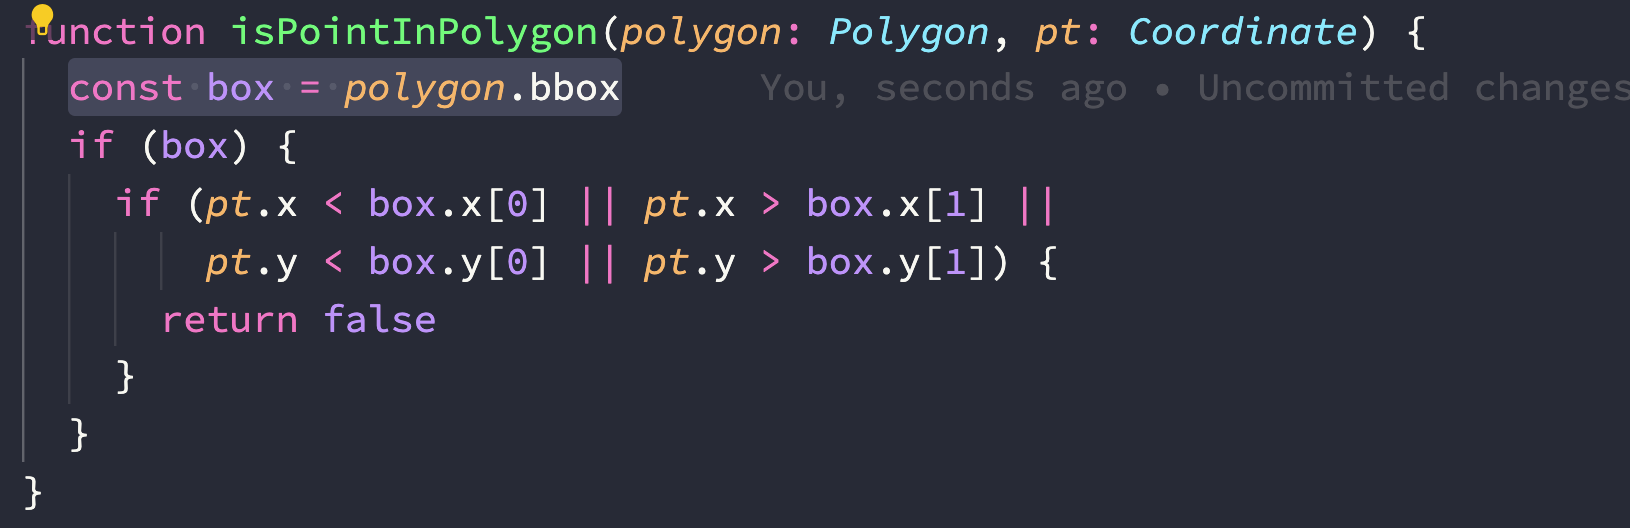 function isPointInPolygon(polygon: Polygon, pt: Coordinate) {
const box = polygon.bbox You, seconds ago • Uncommitted changes
if (box) {
if (pt.x < box.x[0] || pt.x > box.x[1] ||
pt.y < box.y[0] || pt.y > box.y[1]) {
return false
}
}
}